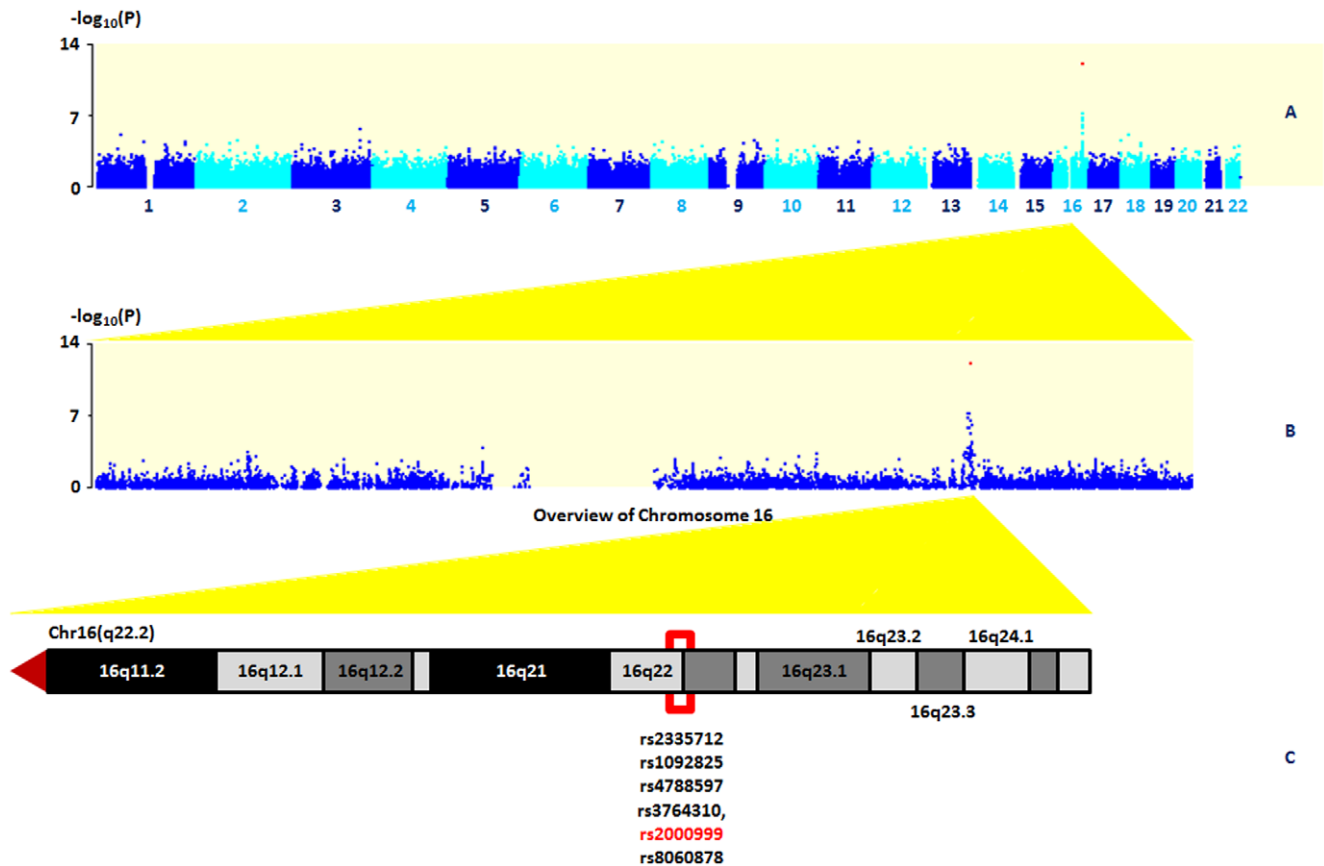 -log₁₀(P)
14
7
0
A
1 2 3 4 5 6 7 8 9 10 11 12 13 14 15 16 17 18 19 20 21 22
-log₁₀(P)
14
7
0
B
Overview of Chromosome 16
Chr16(q22.2)
16q23.2 16q24.1
16q11.2 16q12.1 16q12.2 16q21 16q22 16q23.1
16q23.3
rs2335712
rs1092825
rs4788597
rs3764310,
rs2000999
rs8060878
C